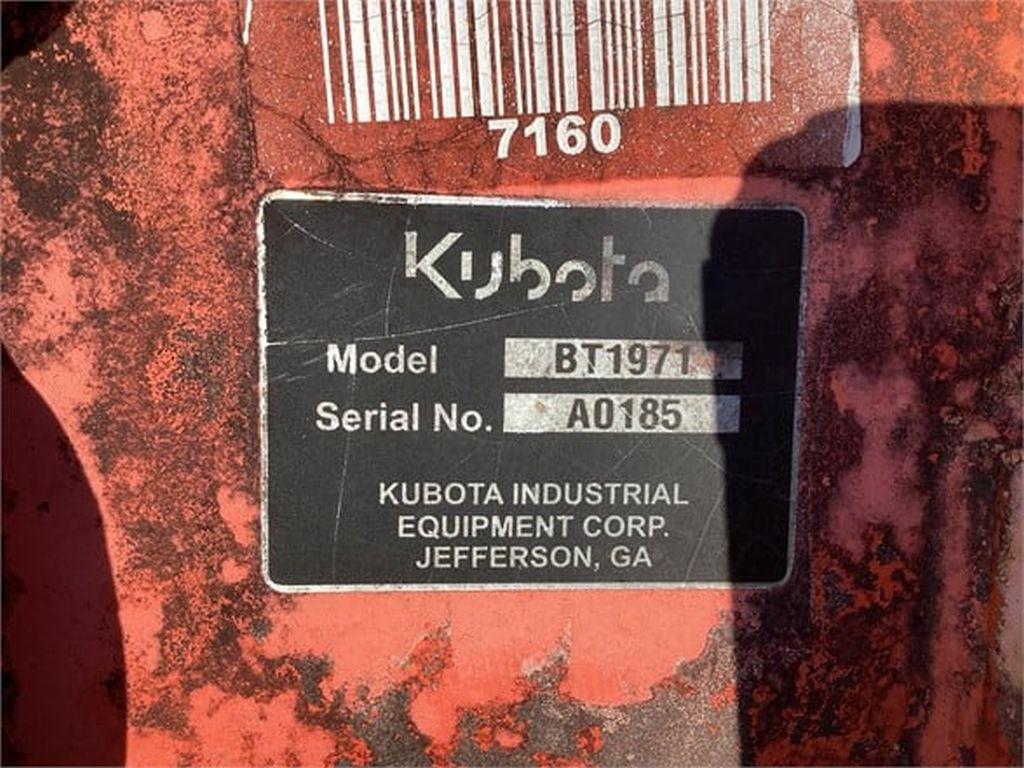 7160
Kubota
Model BT1971
Serial No. A0185
KUBOTA INDUSTRIAL
EQUIPMENT CORP.
JEFFERSON, GA